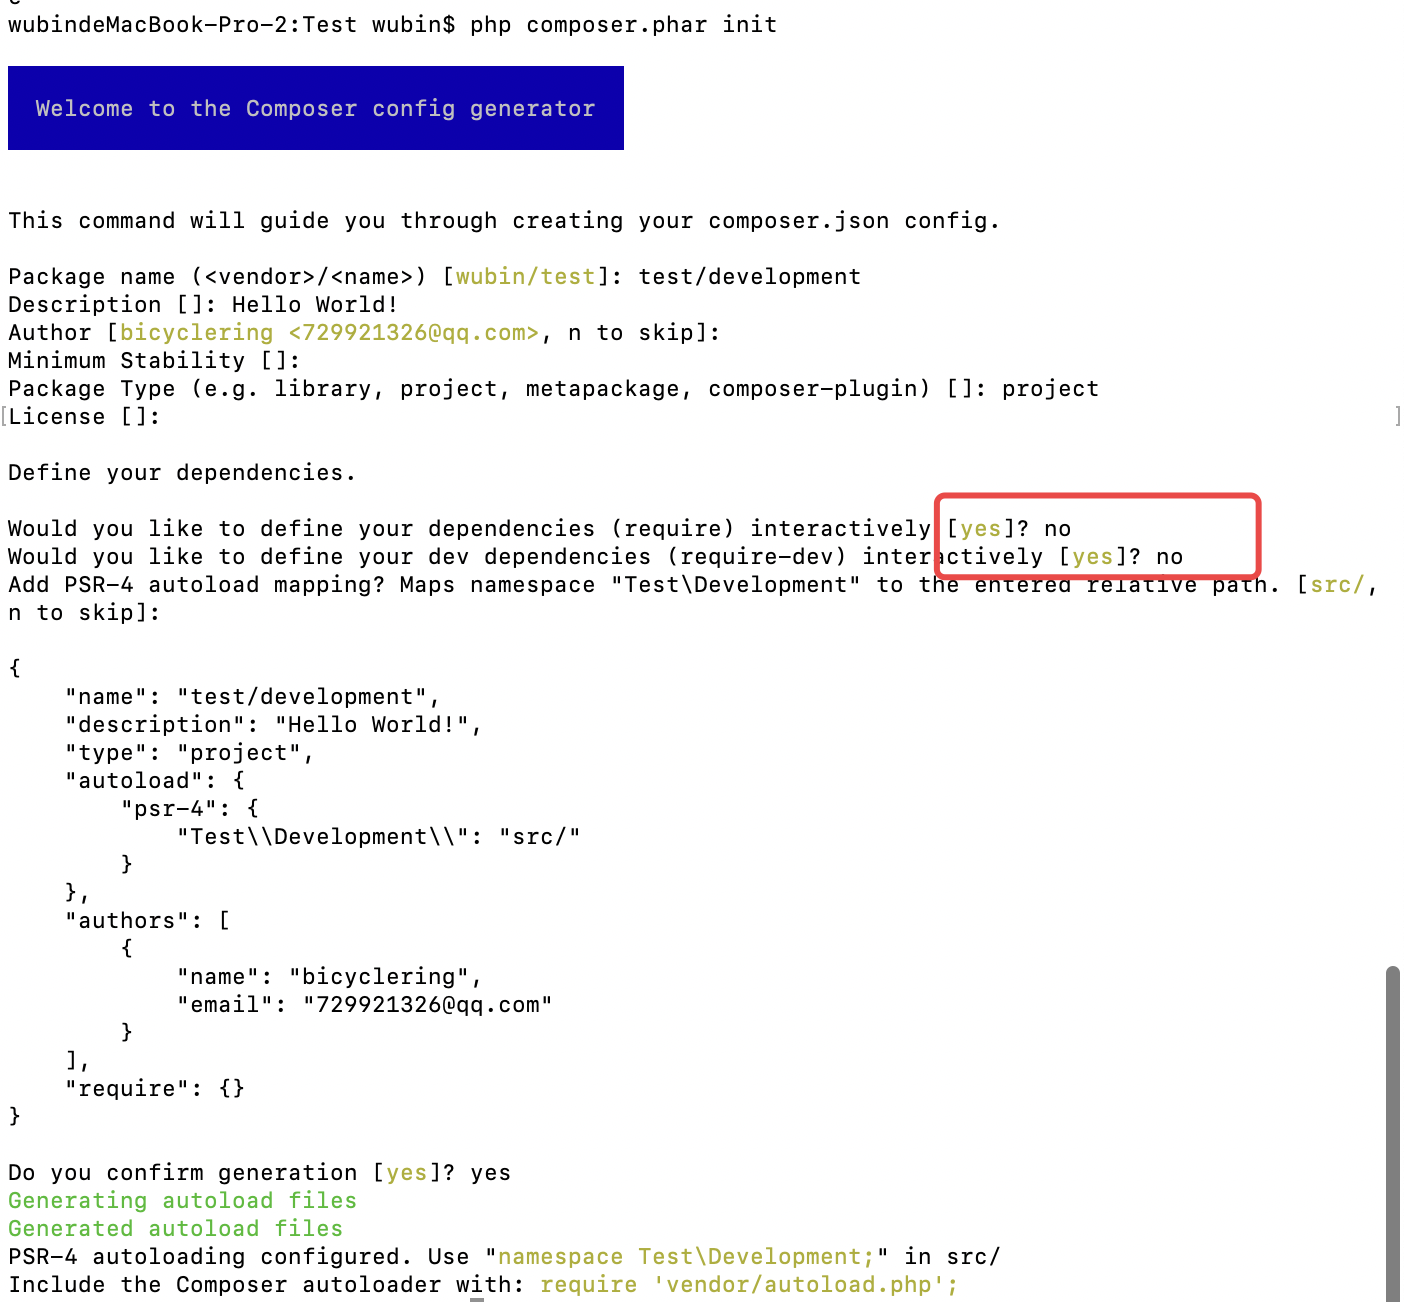 wubindeMacBook-Pro-2:Test wubin$ php composer.phar init
Welcome to the Composer config generator
This command will guide you through creating your composer.json config.
Package name (<vendor>/<name>) [wubin/test]: test/development
Description []: Hello World!
Author [bicyclering <729921326@qq.com>, n to skip]:
Minimum Stability []:
Package Type (e.g. library, project, metapackage, composer-plugin) []: project
[License []: ]
Define your dependencies.
Would you like to define your dependencies (require) interactively [yes]? no
Would you like to define your dev dependencies (require-dev) interactively [yes]? no
Add PSR-4 autoload mapping? Maps namespace "Test\Development" to the entered relative path. [src/,
n to skip]:
{
    "name": "test/development",
    "description": "Hello World!",
    "type": "project",
    "autoload": {
        "psr-4": {
            "Test\\Development\\": "src/"
        }
    },
    "authors": [
        {
            "name": "bicyclering",
            "email": "729921326@qq.com"
        }
    ],
    "require": {}
}
Do you confirm generation [yes]? yes
Generating autoload files
Generated autoload files
PSR-4 autoloading configured. Use "namespace Test\Development;" in src/
Include the Composer autoloader with: require 'vendor/autoload.php';